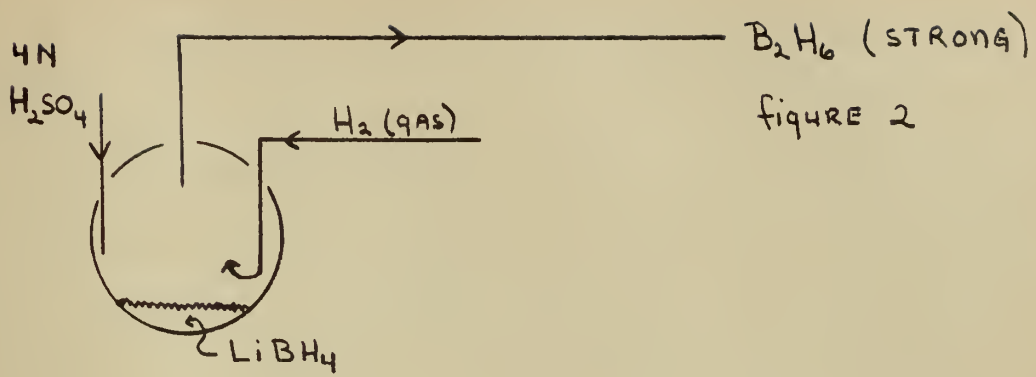 4N
H₂SO₄
H₂ (gAS)
B₂H₆ (STRONG)
figURE 2
LiBH₄